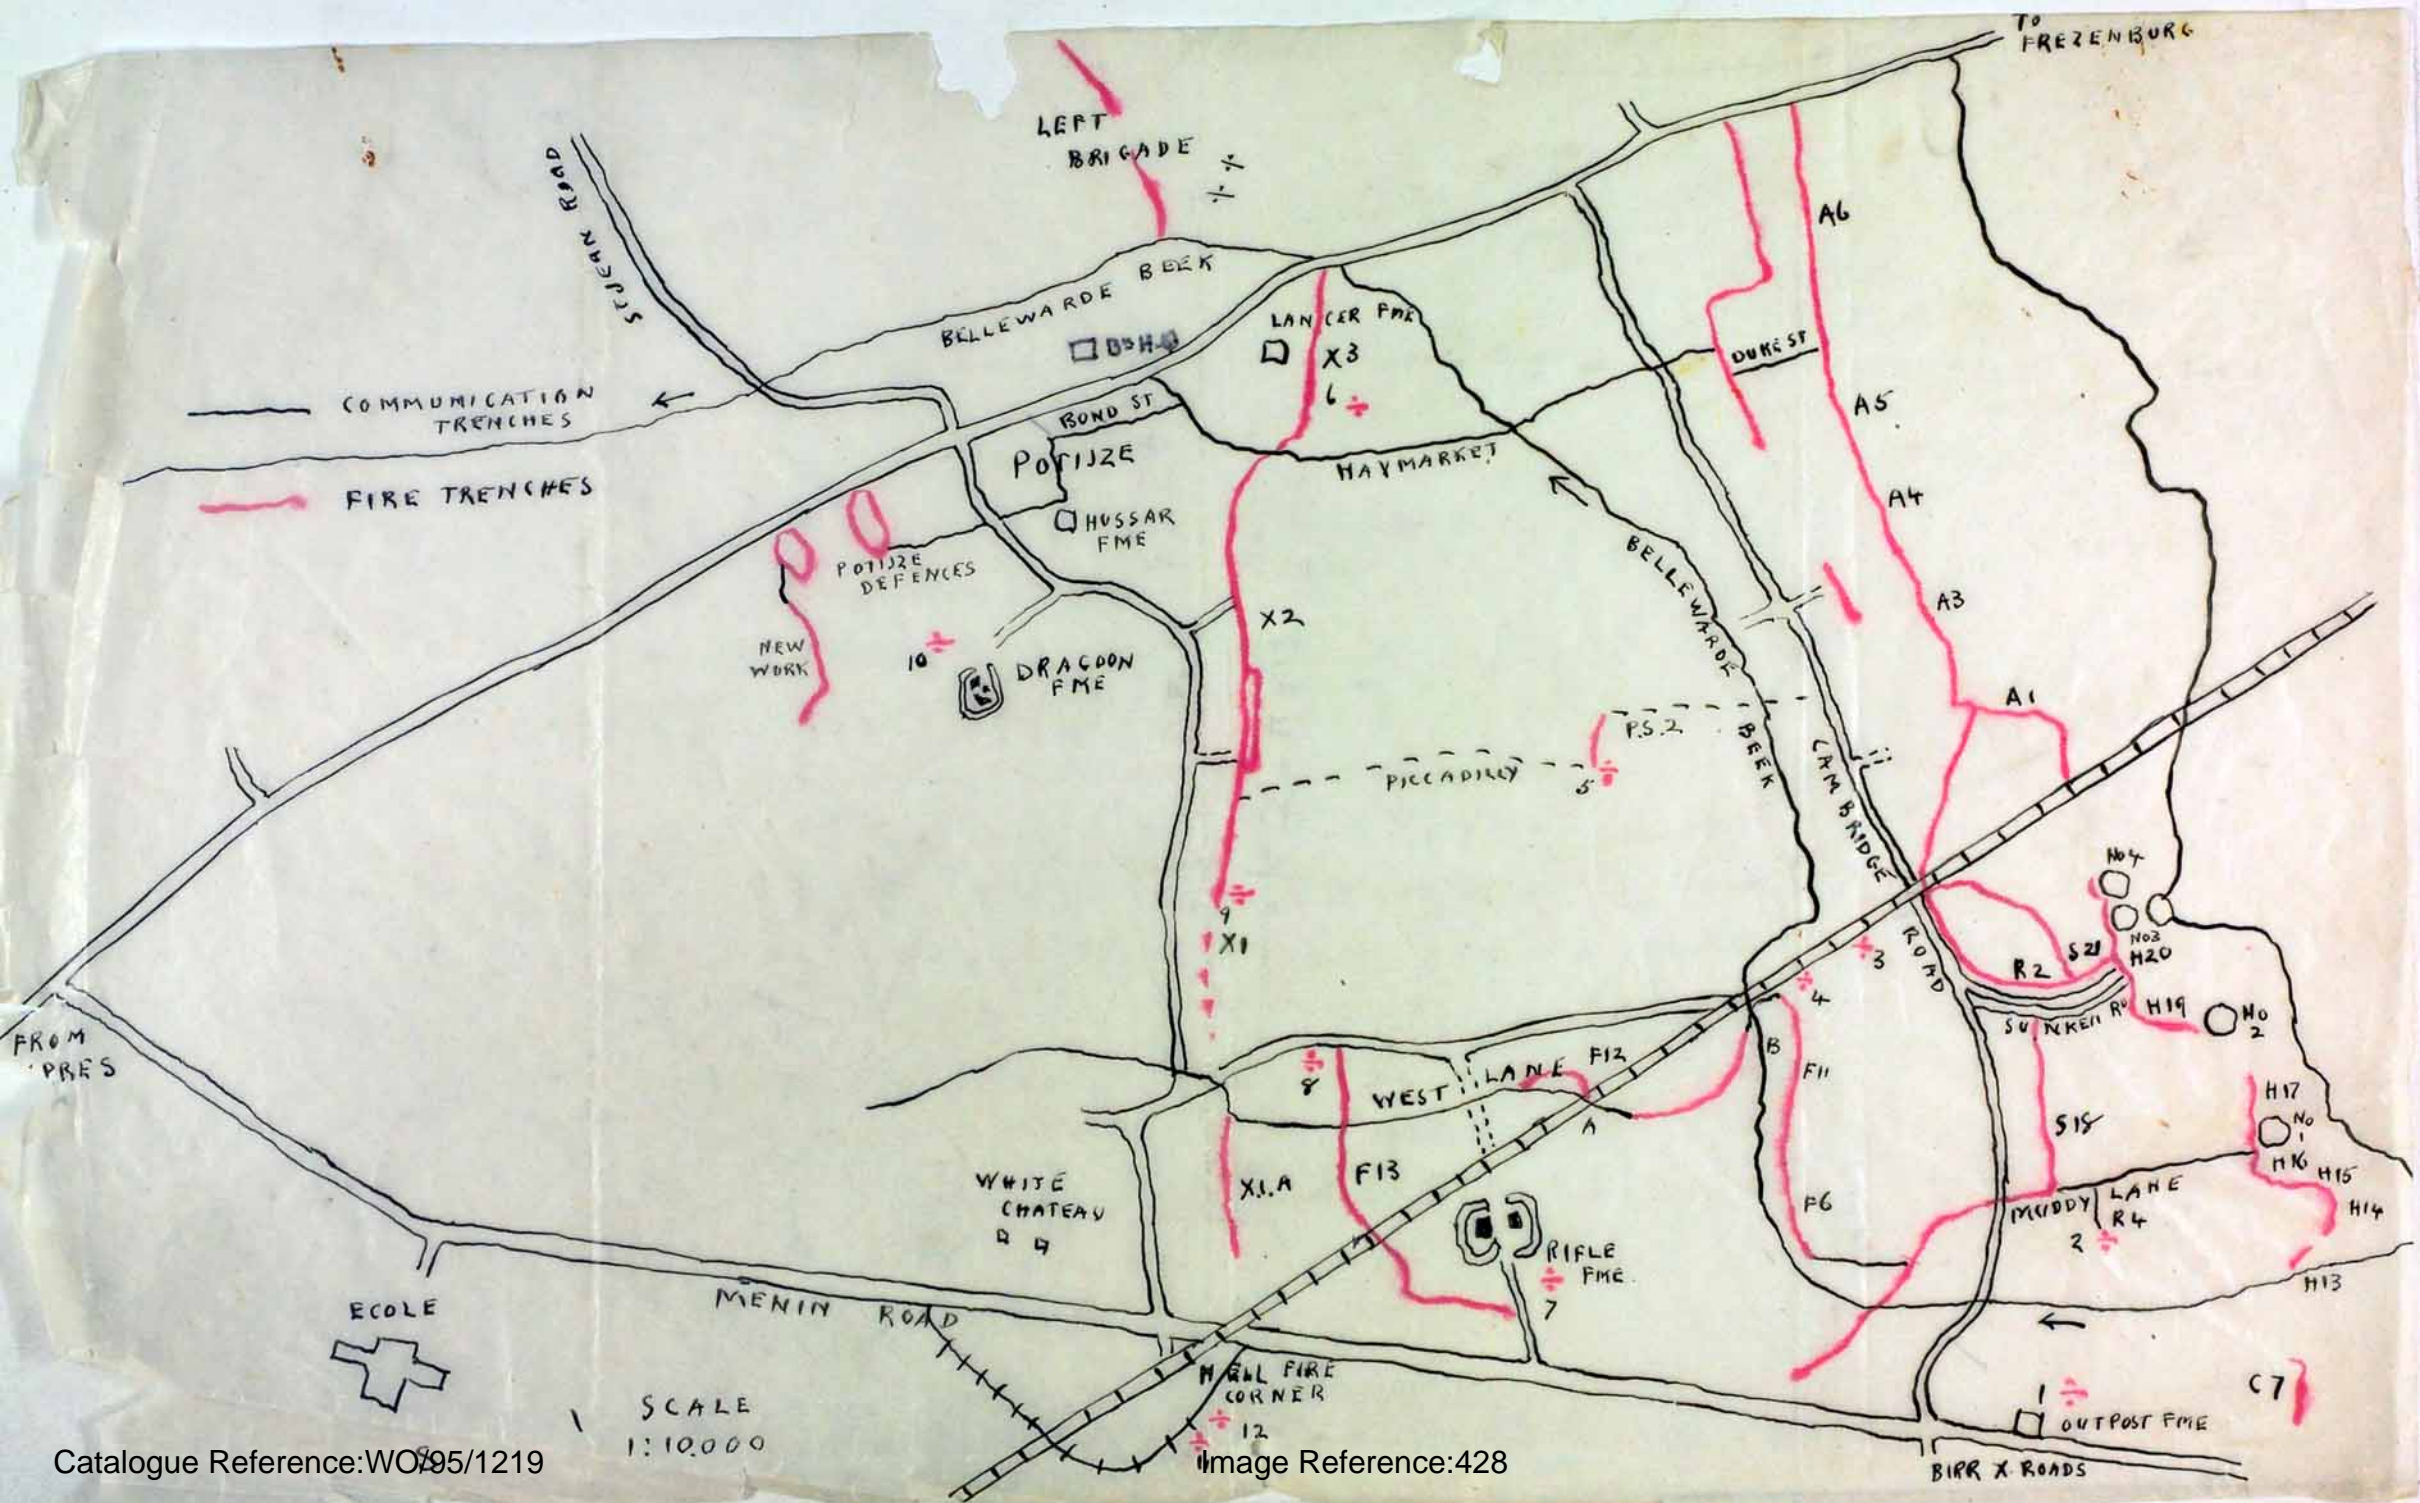 TO
FREZENBURG
LEFT
BRIGADE
ST JEAN ROAD
A6
BELLEWARDE BEEK
LANCER FME
X3
6
DUKE ST
COMMUNICATION
TRENCHES
BOND ST
A5
POTIJZE
HAYMARKET
FIRE TRENCHES
A4
HUSSAR
FME
POTIJZE
DEFENCES
BELLEWARDE BEEK
A3
X2
NEW
WORK
10
DRAGOON
FME
A1
P.S.2
PICCADILLY
5
CAMBRIDGE ROAD
No 4
9
X1
No3
H20
S21
R2
3
4
H19
No
2
SUNKEN RD
FROM
PRES
B
F12
WEST LANE
8
F11
H17
A
No
1
S18
H16
H15
F13
X1.A
WHITE
CHATEAU
F6
MUDDY LANE
R4
H14
2
RIFLE
FME.
H13
7
MENIN ROAD
ECOLE
HELL FIRE
CORNER
12
11
C7
1
OUTPOST FME
SCALE
1:10.000
BIRR X. ROADS
Catalogue Reference:WO/95/1219
Image Reference:428